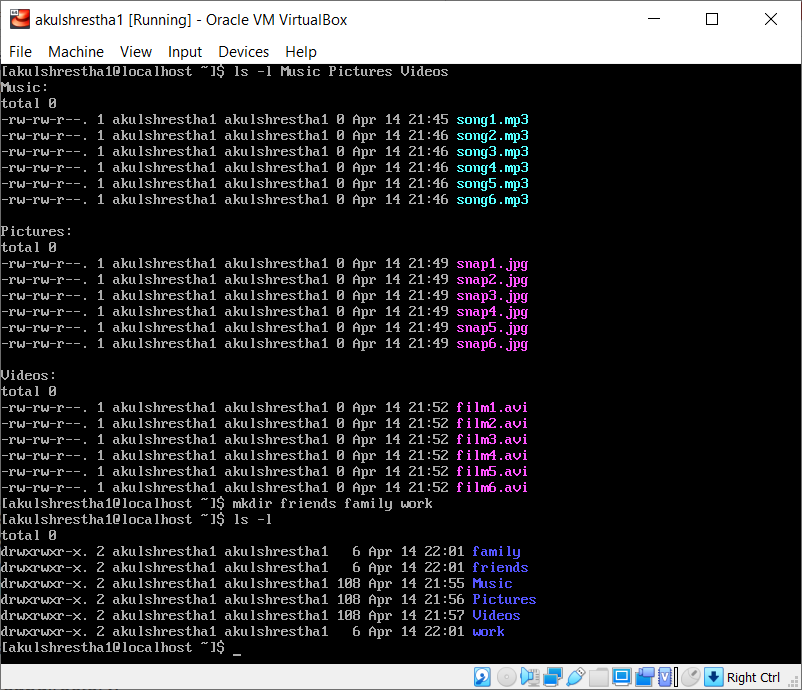 akulshrestha1 [Running] - Oracle VM VirtualBox
File Machine View Input Devices Help
[akulshrestha1@localhost ~]$ ls -l Music Pictures Videos
Music:
total 0
-rw-rw-r--. 1 akulshrestha1 akulshrestha1 0 Apr 14 21:45 song1.mp3
-rw-rw-r--. 1 akulshrestha1 akulshrestha1 0 Apr 14 21:46 song2.mp3
-rw-rw-r--. 1 akulshrestha1 akulshrestha1 0 Apr 14 21:46 song3.mp3
-rw-rw-r--. 1 akulshrestha1 akulshrestha1 0 Apr 14 21:46 song4.mp3
-rw-rw-r--. 1 akulshrestha1 akulshrestha1 0 Apr 14 21:46 song5.mp3
-rw-rw-r--. 1 akulshrestha1 akulshrestha1 0 Apr 14 21:46 song6.mp3
Pictures:
total 0
-rw-rw-r--. 1 akulshrestha1 akulshrestha1 0 Apr 14 21:49 snap1.jpg
-rw-rw-r--. 1 akulshrestha1 akulshrestha1 0 Apr 14 21:49 snap2.jpg
-rw-rw-r--. 1 akulshrestha1 akulshrestha1 0 Apr 14 21:49 snap3.jpg
-rw-rw-r--. 1 akulshrestha1 akulshrestha1 0 Apr 14 21:49 snap4.jpg
-rw-rw-r--. 1 akulshrestha1 akulshrestha1 0 Apr 14 21:49 snap5.jpg
-rw-rw-r--. 1 akulshrestha1 akulshrestha1 0 Apr 14 21:49 snap6.jpg
Videos:
total 0
-rw-rw-r--. 1 akulshrestha1 akulshrestha1 0 Apr 14 21:52 film1.avi
-rw-rw-r--. 1 akulshrestha1 akulshrestha1 0 Apr 14 21:52 film2.avi
-rw-rw-r--. 1 akulshrestha1 akulshrestha1 0 Apr 14 21:52 film3.avi
-rw-rw-r--. 1 akulshrestha1 akulshrestha1 0 Apr 14 21:52 film4.avi
-rw-rw-r--. 1 akulshrestha1 akulshrestha1 0 Apr 14 21:52 film5.avi
-rw-rw-r--. 1 akulshrestha1 akulshrestha1 0 Apr 14 21:52 film6.avi
[akulshrestha1@localhost ~]$ mkdir friends family work
[akulshrestha1@localhost ~]$ ls -l
total 0
drwxrwxr-x. 2 akulshrestha1 akulshrestha1   6 Apr 14 22:01 family
drwxrwxr-x. 2 akulshrestha1 akulshrestha1   6 Apr 14 22:01 friends
drwxrwxr-x. 2 akulshrestha1 akulshrestha1 108 Apr 14 21:55 Music
drwxrwxr-x. 2 akulshrestha1 akulshrestha1 108 Apr 14 21:56 Pictures
drwxrwxr-x. 2 akulshrestha1 akulshrestha1 108 Apr 14 21:57 Videos
drwxrwxr-x. 2 akulshrestha1 akulshrestha1   6 Apr 14 22:01 work
[akulshrestha1@localhost ~]$ _
Right Ctrl